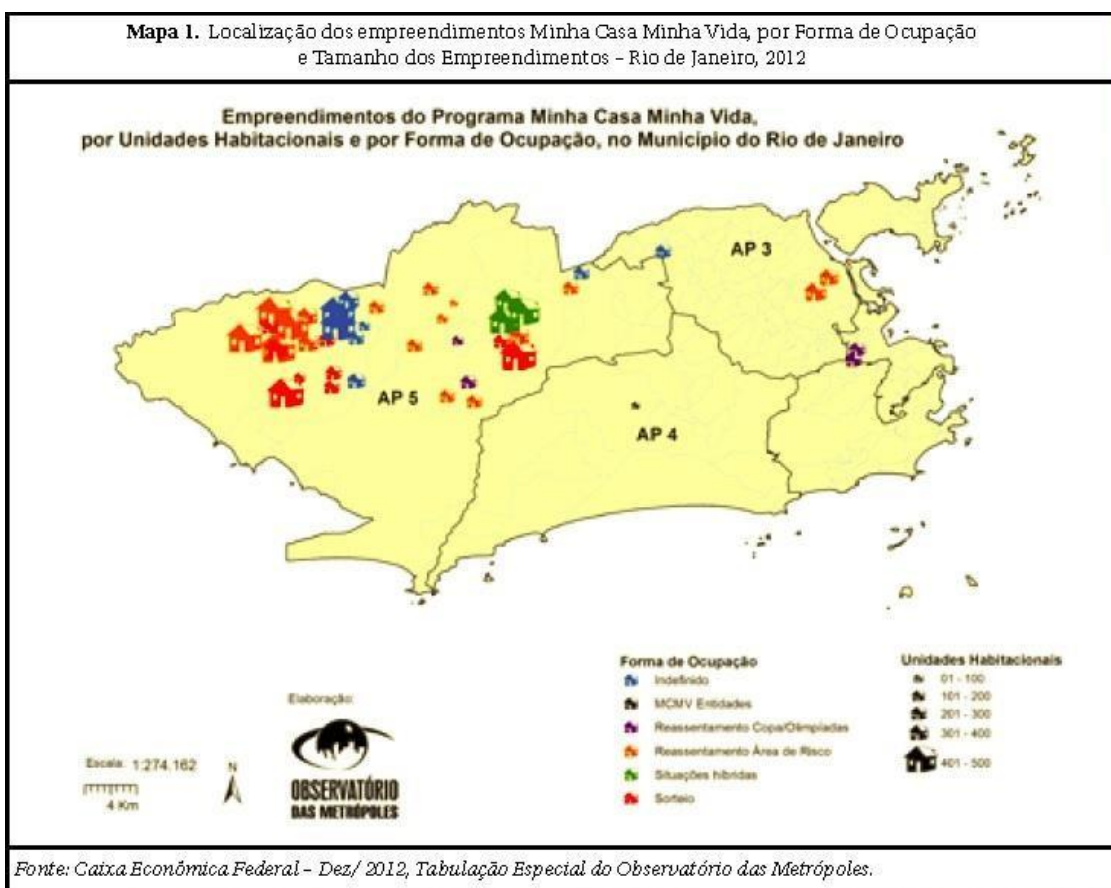 Mapa 1. Localização dos empreendimentos Minha Casa Minha Vida, por Forma de Ocupação
e Tamanho dos Empreendimentos – Rio de Janeiro, 2012
Empreendimentos do Programa Minha Casa Minha Vida,
por Unidades Habitacionais e por Forma de Ocupação, no Município do Rio de Janeiro
AP 3
AP 5
AP 4
Forma de Ocupação
Indefinido
MCMV Entidades
Reassentamento Copa/Olimpíadas
Reassentamento Área de Risco
Situações híbridas
Sorteio
Unidades Habitacionais
01 - 100
101 - 200
201 - 300
301 - 400
401 - 500
Elaboração:
OBSERVATÓRIO
DAS METRÓPOLES
Escala: 1:274.162
N
4 Km
Fonte: Caixa Econômica Federal – Dez/ 2012, Tabulação Especial do Observatório das Metrópoles.